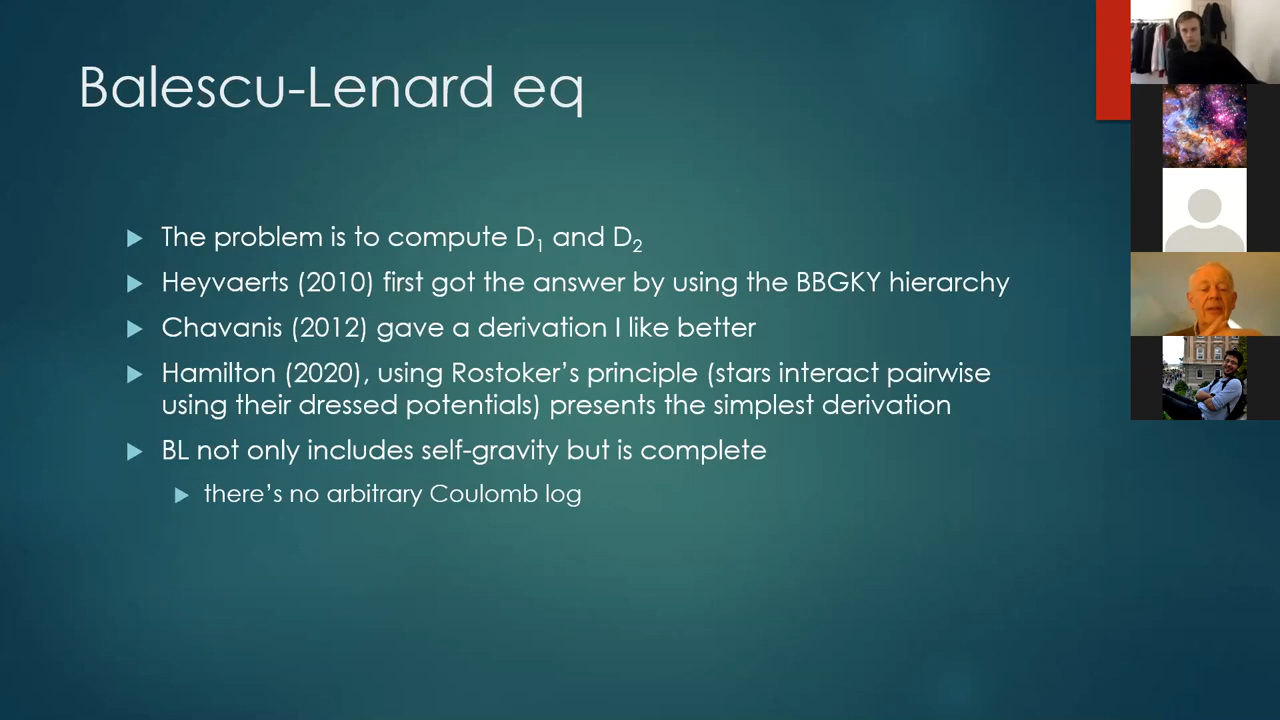 Balescu-Lenard eq
The problem is to compute D₁ and D₂
Heyvaerts (2010) first got the answer by using the BBGKY hierarchy
Chavanis (2012) gave a derivation I like better
Hamilton (2020), using Rostoker’s principle (stars interact pairwise
using their dressed potentials) presents the simplest derivation
BL not only includes self-gravity but is complete
there’s no arbitrary Coulomb log